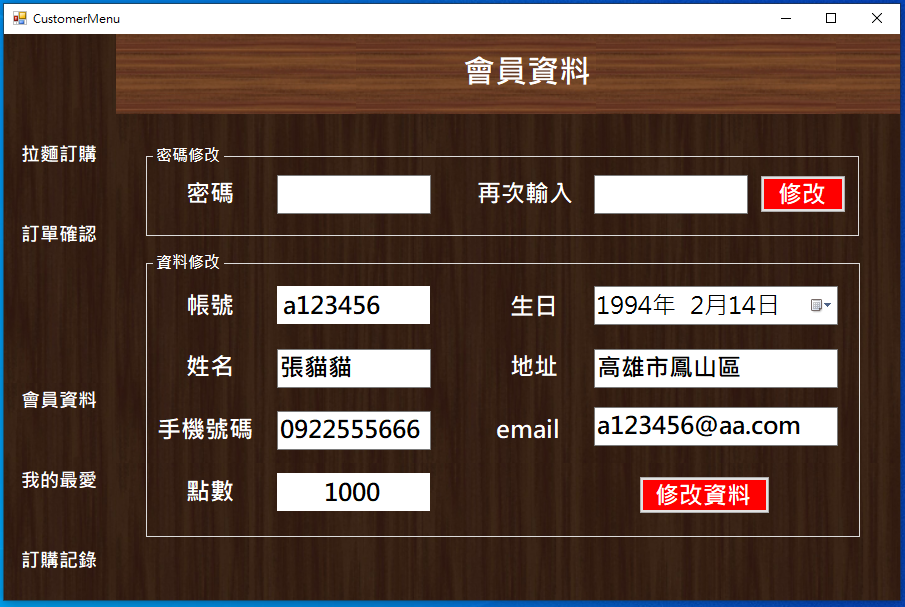 CustomerMenu
會員資料
拉麵訂購
訂單確認
會員資料
我的最愛
訂購記錄
密碼修改
密碼 再次輸入 修改
資料修改
帳號 a123456 生日 1994年 2月14日
姓名 張貓貓 地址 高雄市鳳山區
手機號碼 0922555666 email a123456@aa.com
點數 1000 修改資料